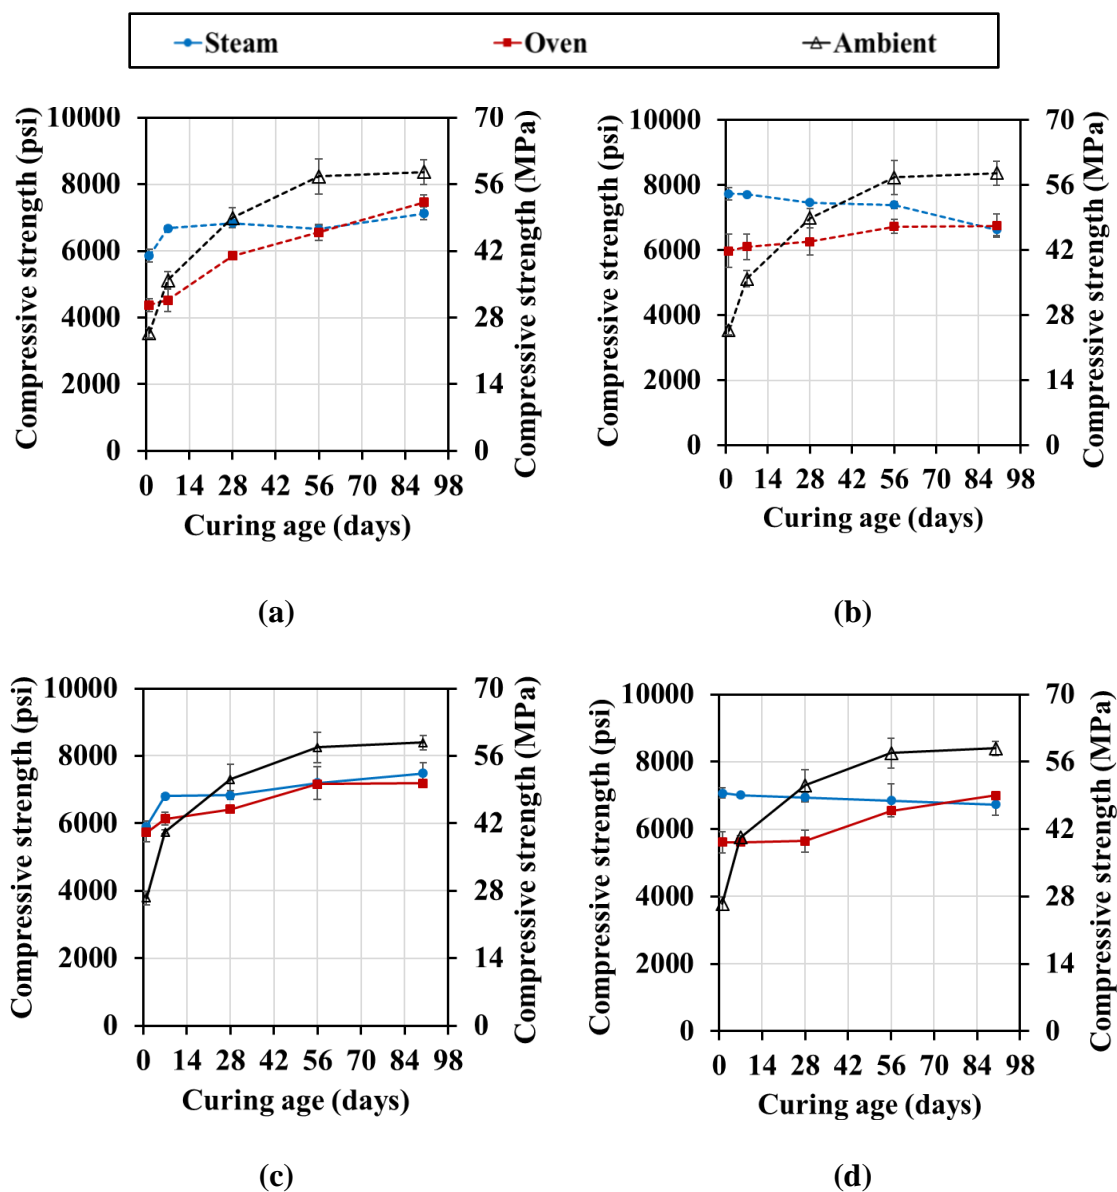 Steam Oven Ambient
Compressive strength (psi)
10000
8000
6000
4000
2000
0
70
56
42
28
14
0
Compressive strength (MPa)
0 14 28 42 56 70 84 98
Curing age (days)
(a)
Compressive strength (psi)
10000
8000
6000
4000
2000
0
70
56
42
28
14
0
Compressive strength (MPa)
0 14 28 42 56 70 84 98
Curing age (days)
(b)
Compressive strength (psi)
10000
8000
6000
4000
2000
0
70
56
42
28
14
0
Compressive strength (MPa)
0 14 28 42 56 70 84 98
Curing age (days)
(c)
Compressive strength (psi)
10000
8000
6000
4000
2000
0
70
56
42
28
14
0
Compressive strength (MPa)
0 14 28 42 56 70 84 98
Curing age (days)
(d)